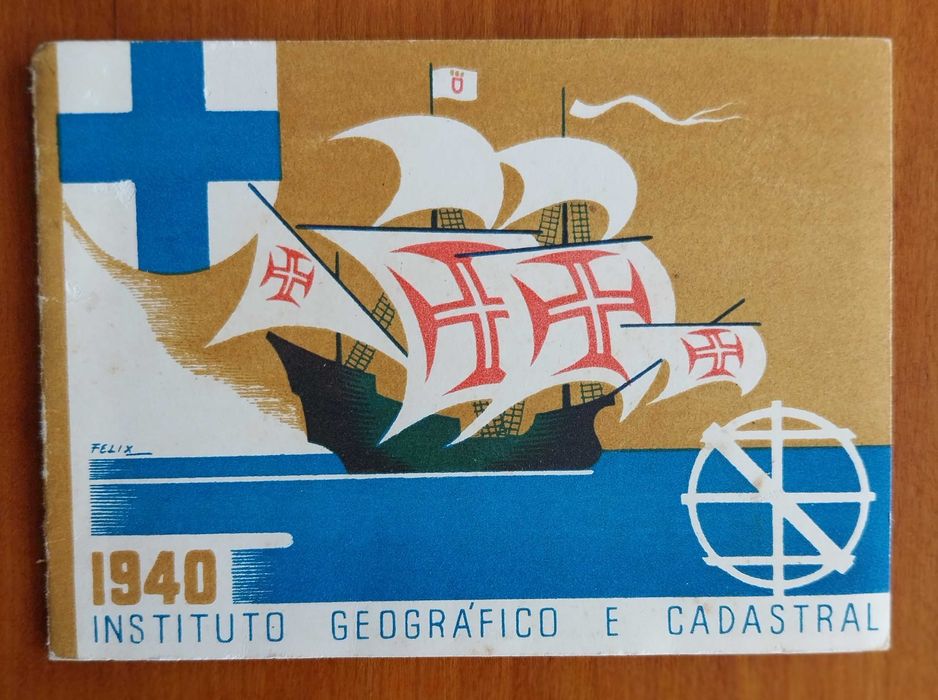 FELIX
1940
INSTITUTO GEOGRÁFICO E CADASTRAL